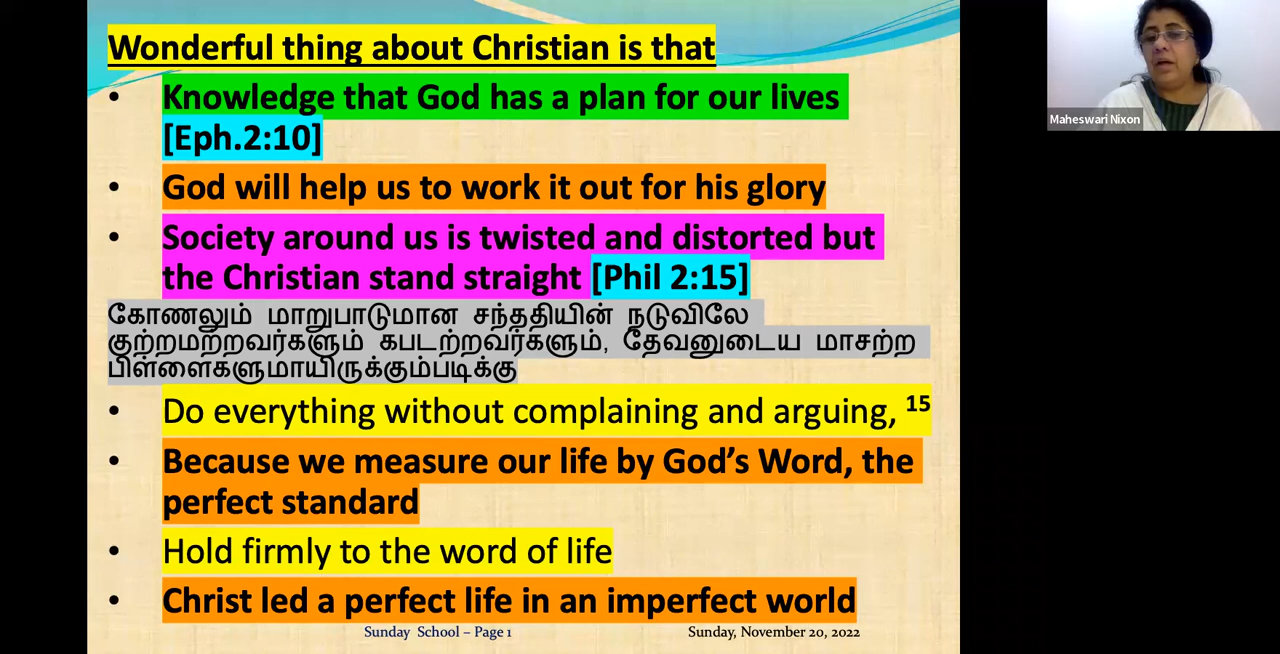 Wonderful thing about Christian is that
• Knowledge that God has a plan for our lives
[Eph.2:10]
• God will help us to work it out for his glory
• Society around us is twisted and distorted but
the Christian stand straight [Phil 2:15]
கோணலும் மாறுபாடுமான சந்ததியின் நடுவிலே
குற்றமற்றவர்களும் கபடற்றவர்களும், தேவனுடைய மாசற்ற
பிள்ளைகளுமாயிருக்கும்படிக்கு
• Do everything without complaining and arguing, 15
• Because we measure our life by God’s Word, the
perfect standard
• Hold firmly to the word of life
• Christ led a perfect life in an imperfect world
Sunday School – Page 1 Sunday, November 20, 2022
Maheswari Nixon